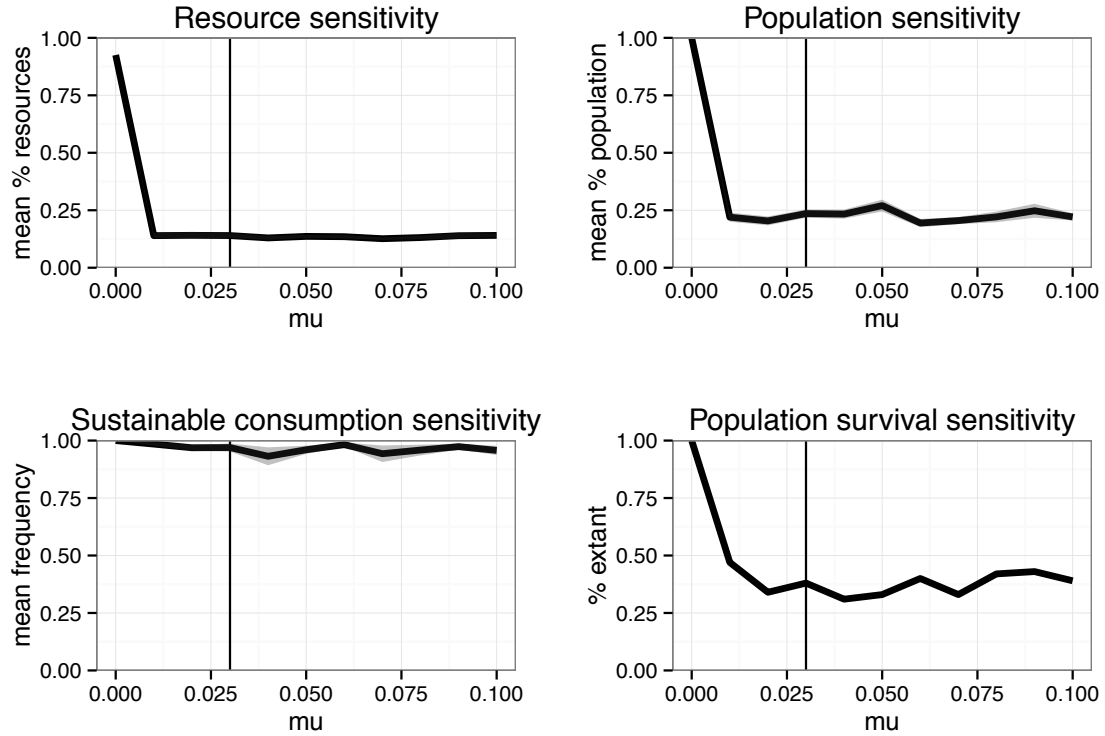 Resource sensitivity
mean % resources
1.00
0.75
0.50
0.25
0.00
0.000 0.025 0.050 0.075 0.100
mu
Population sensitivity
mean % population
1.00
0.75
0.50
0.25
0.00
0.000 0.025 0.050 0.075 0.100
mu
Sustainable consumption sensitivity
mean frequency
1.00
0.75
0.50
0.25
0.00
0.000 0.025 0.050 0.075 0.100
mu
Population survival sensitivity
% extant
1.00
0.75
0.50
0.25
0.00
0.000 0.025 0.050 0.075 0.100
mu